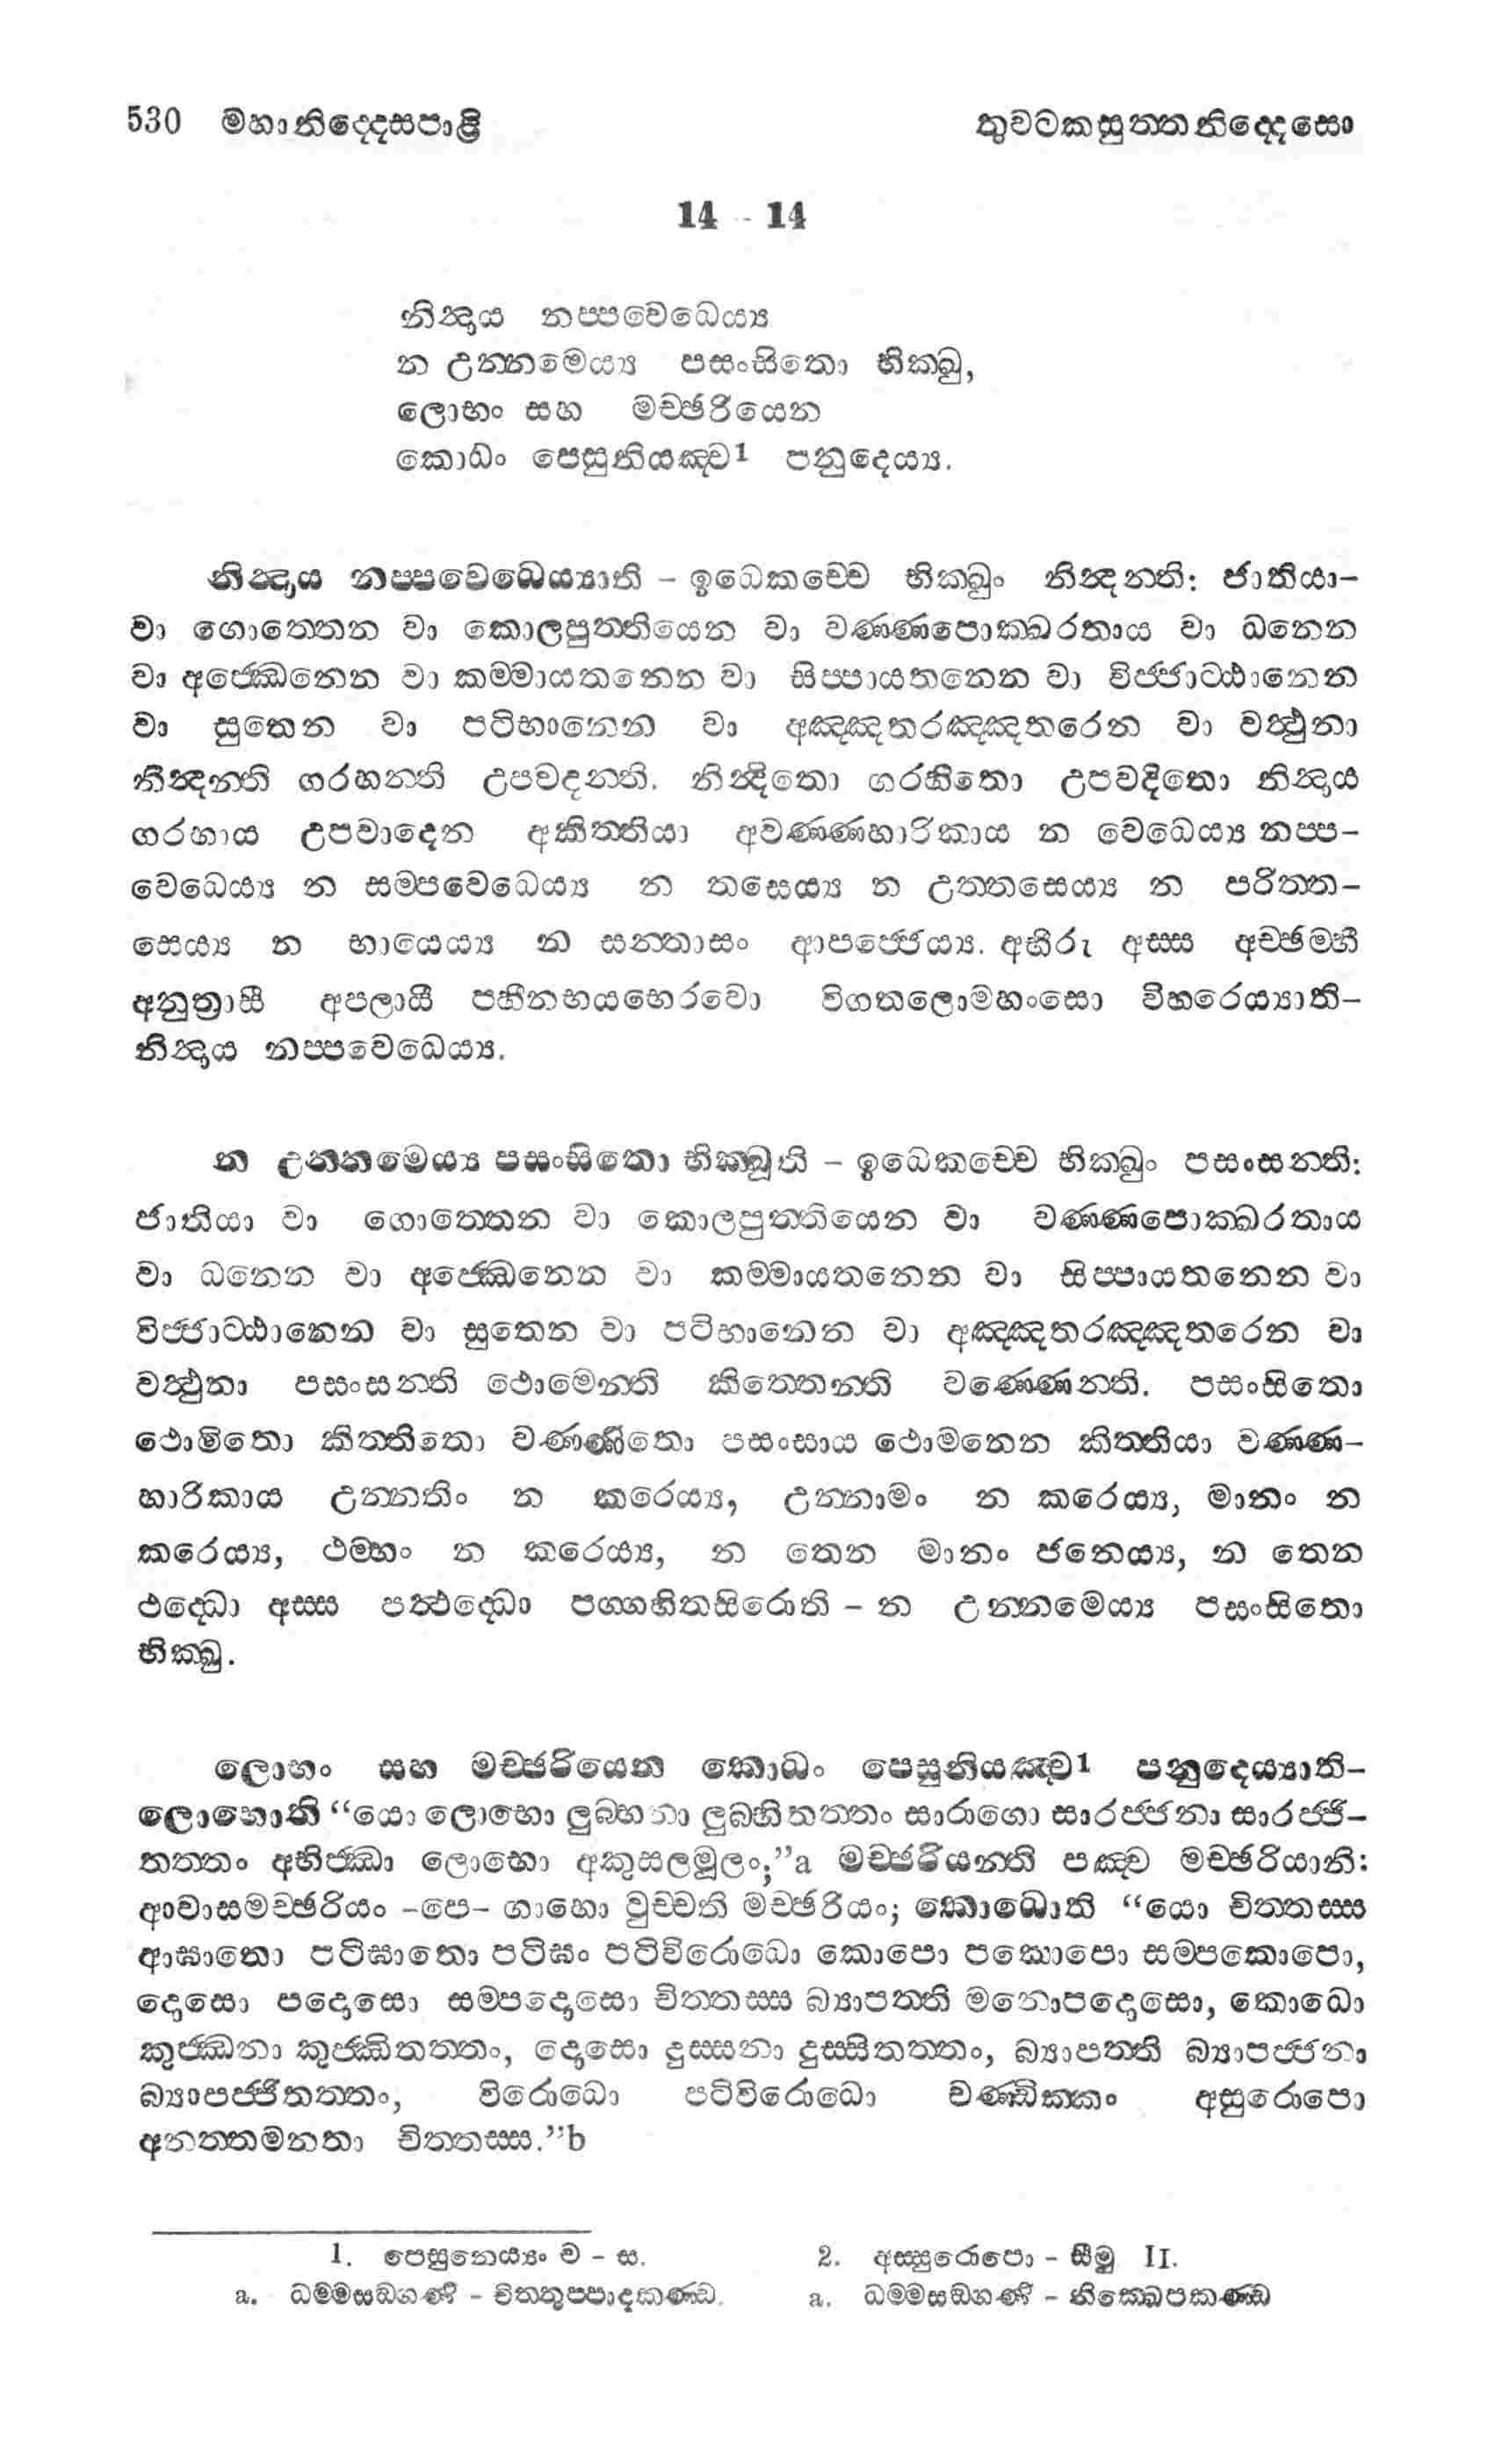 530 මහානිද්දෙසපාළි තුවටකසුත්තනිද්දෙසො
14 - 14
නින්දාය නප්පවෙධෙය්‍ය
න උන්නමෙය්‍ය පසංසිතො භික්ඛු,
ලොභං සහ මච්ඡරියෙන
කොධං පෙසුනියඤ්ච1 පනුදෙය්‍ය.
නින්දාය නප්පවෙධෙය්‍යාති - ඉධෙකච්චෙ භික්ඛුං නින්දන්ති: ජාතියා-
වා ගොත්තෙන වා කොලපුත්තියෙන වා වණ්ණපොක්ඛරතාය වා ධනෙන
වා අජ්ඣෙනෙන වා කම්මායතනෙන වා සිප්පායතනෙන වා විජ්ජාට්ඨානෙන
වා සුතෙන වා පටිභානෙන වා අඤ්ඤතරඤ්ඤතරෙන වා වත්ථුනා
නින්දන්ති ගරහන්ති උපවදන්ති. නින්දිතො ගරහිතො උපවදිතො නින්දාය
ගරහාය උපවාදෙන අකිත්තියා අවණ්ණහාරිකාය න වෙධෙය්‍ය නප්ප-
වෙධෙය්‍ය න සම්පවෙධෙය්‍ය න තසෙය්‍ය න උත්තසෙය්‍ය න පරිත්ත-
සෙය්‍ය න භායෙය්‍ය න සන්තාසං ආපජ්ජෙය්‍ය. අභීරු අස්ස අච්ඡම්භී
අනුත්‍රාසී අපලායී පහීනභයභෙරවො විගතලොමහංසො විහරෙය්‍යාති-
නින්දාය නප්පවෙධෙය්‍ය.
න උන්නමෙය්‍ය පසංසිතො භික්ඛූති - ඉධෙකච්චෙ භික්ඛුං පසංසන්ති:
ජාතියා වා ගොත්තෙන වා කොලපුත්තියෙන වා වණ්ණපොක්ඛරතාය
වා ධනෙන වා අජ්ඣෙනෙන වා කම්මායතනෙන වා සිප්පායතනෙන වා
විජ්ජාට්ඨානෙන වා සුතෙන වා පටිභානෙන වා අඤ්ඤතරඤ්ඤතරෙන වා
වත්ථුනා පසංසන්ති ථොමෙන්ති කිත්තෙන්ති වණ්ණෙන්ති. පසංසිතො
ථොමිතො කිත්තිතො වණ්ණිතො පසංසාය ථොමනෙන කිත්තියා වණ්ණ-
හාරිකාය උන්නතිං න කරෙය්‍ය, උන්නාමං න කරෙය්‍ය, මානං න
කරෙය්‍ය, ථම්භං න කරෙය්‍ය, න තෙන මානං ජනෙය්‍ය, න තෙන
ථද්ධො අස්ස පත්ථද්ධො පග්ගහිතසිරොති - න උන්නමෙය්‍ය පසංසිතො
භික්ඛු.
ලොභං සහ මච්ඡරියෙන කොධං පෙසුනියඤ්ච1 පනුදෙය්‍යාති-
ලොභොති “යො ලොභො ලුබ්භනා ලුබ්භිතත්තං සාරාගො සාරජ්ජනා සාරජ්ජි-
තත්තං අභිජ්ඣා ලොභො අකුසලමූලං;”a මච්ඡරියන්ති පඤ්ච මච්ඡරියානි:
ආවාසමච්ඡරියං -පෙ- ගාහො වුච්චති මච්ඡරියං; කොධොති “යො චිත්තස්ස
ආඝාතො පටිඝාතො පටිඝං පටිවිරොධො කොපො පකොපො සම්පකොපො,
දොසො පදොසො සම්පදොසො චිත්තස්ස බ්‍යාපත්ති මනොපදොසො, කොධො
කුජ්ඣනා කුජ්ඣිතත්තං, දොසො දුස්සනා දුස්සිතත්තං, බ්‍යාපත්ති බ්‍යාපජ්ජනා
බ්‍යාපජ්ජිතත්තං, විරොධො පටිවිරොධො චණ්ඩික්කං අසුරොපො
අනත්තමනතා චිත්තස්ස.”b
1. පෙසුනෙය්‍යං ව - ස. 2. අස්සුරොපො - සීමු II.
a. ධම්මසඞ්ගණි - චිත්තුප්පාදකණ්ඩ. a. ධම්මසඞ්ගණි - නික්ඛෙපකණ්ඩ